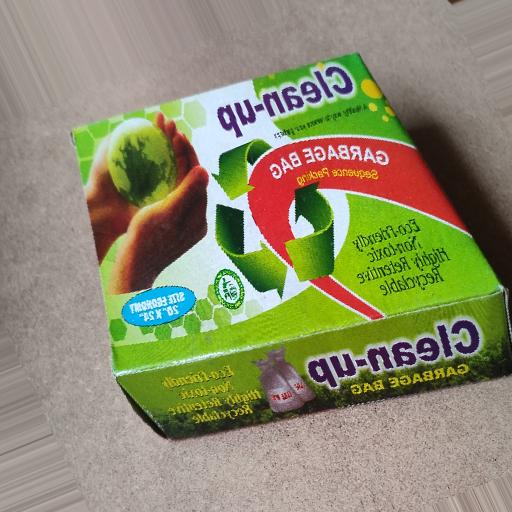 Clean-up
GARBAGE BAG
Sequence Packing
Eco-Friendly
Non-toxic
Highly Retentive
Recyclable
SITE ECONOMY
20" X 24"
Clean-up
GARBAGE BAG
Eco-Friendly
Non-toxic
Highly Retentive
Recyclable